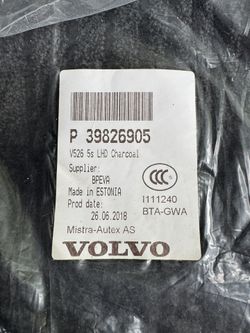 P 39826905
V526 5s LHD Charcoal
Supplier:
BPEVA
Made in ESTONIA
Prod date:
26.06.2018
CCC
I111240
BTA-GWA
Mistra-Autex AS
VOLVO